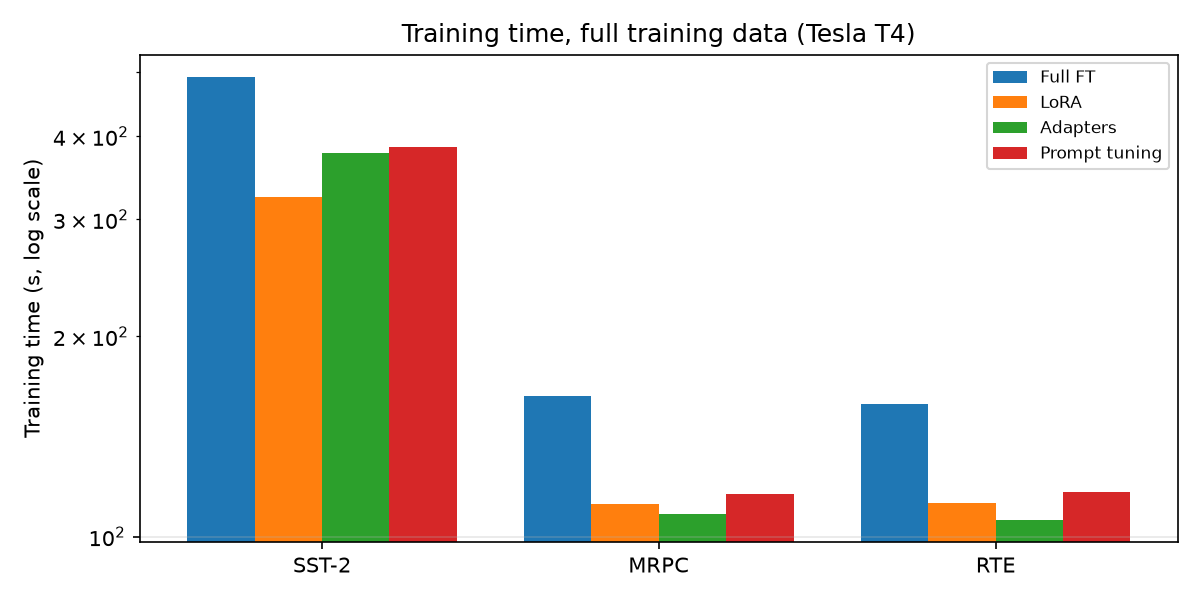 Training time, full training data (Tesla T4)
Training time (s, log scale)
4 × 10²
3 × 10²
2 × 10²
10²
Full FT
LoRA
Adapters
Prompt tuning
SST-2
MRPC
RTE